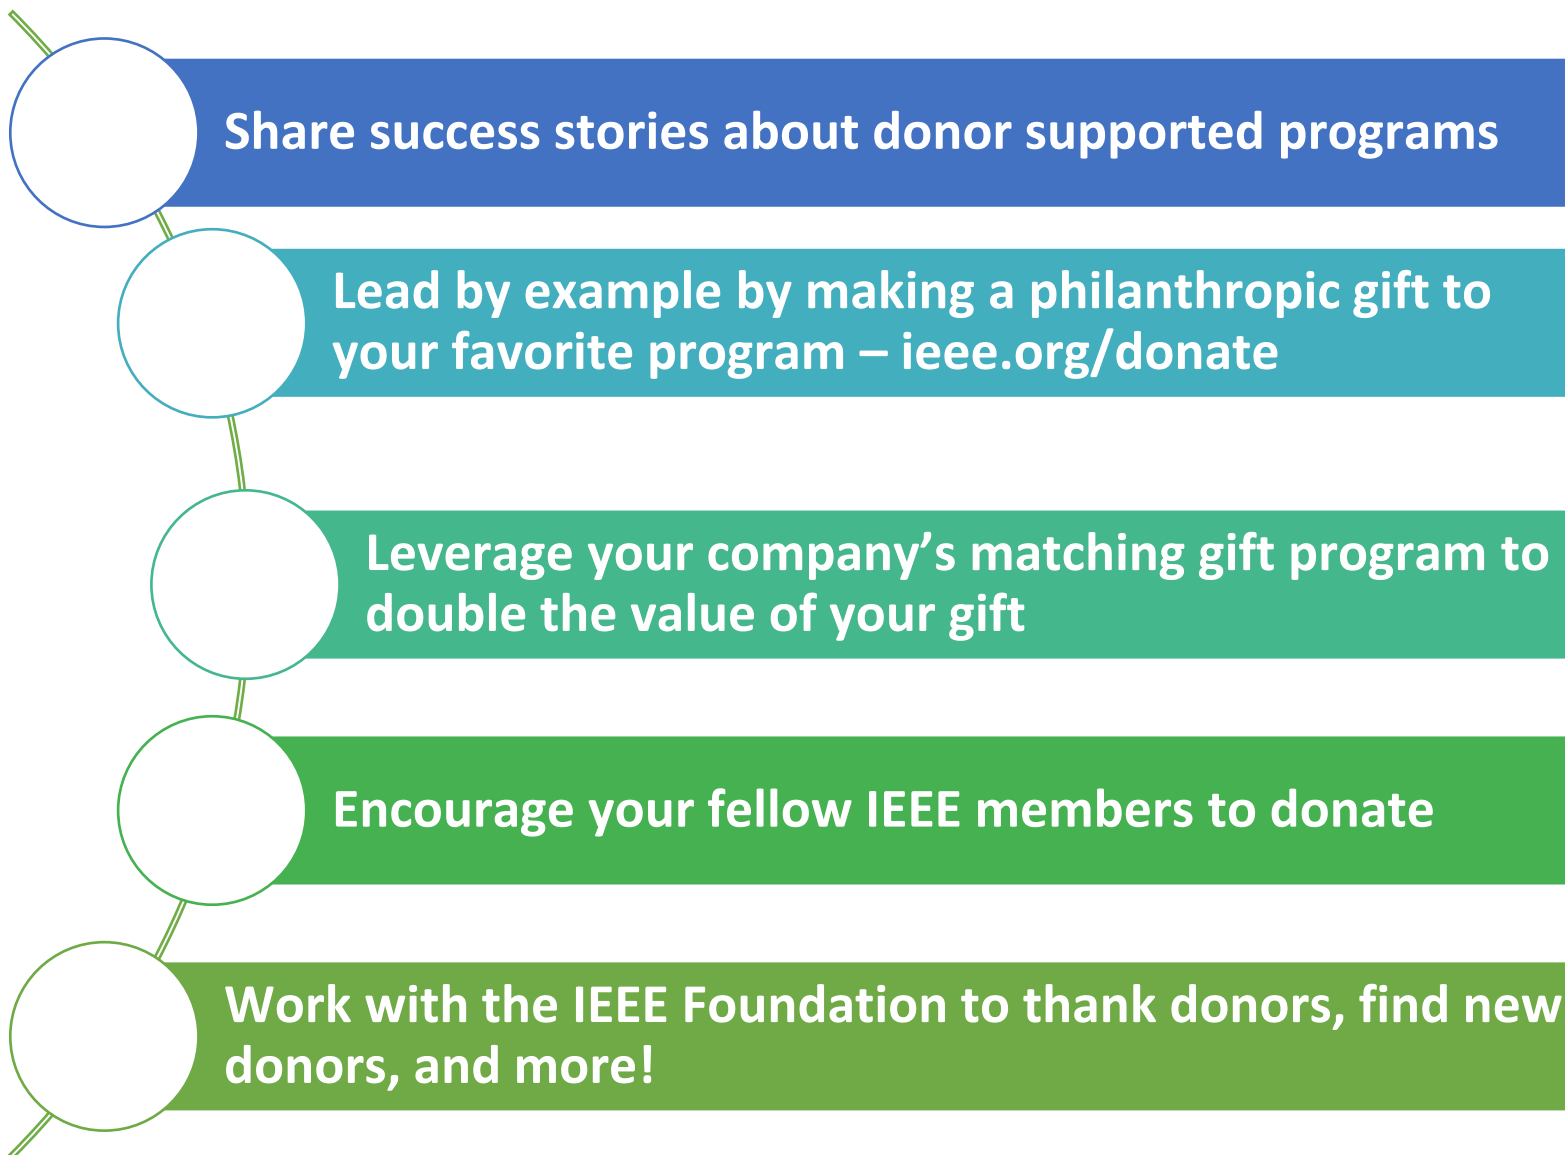 Share success stories about donor supported programs
Lead by example by making a philanthropic gift to
your favorite program – ieee.org/donate
Leverage your company’s matching gift program to
double the value of your gift
Encourage your fellow IEEE members to donate
Work with the IEEE Foundation to thank donors, find new
donors, and more!